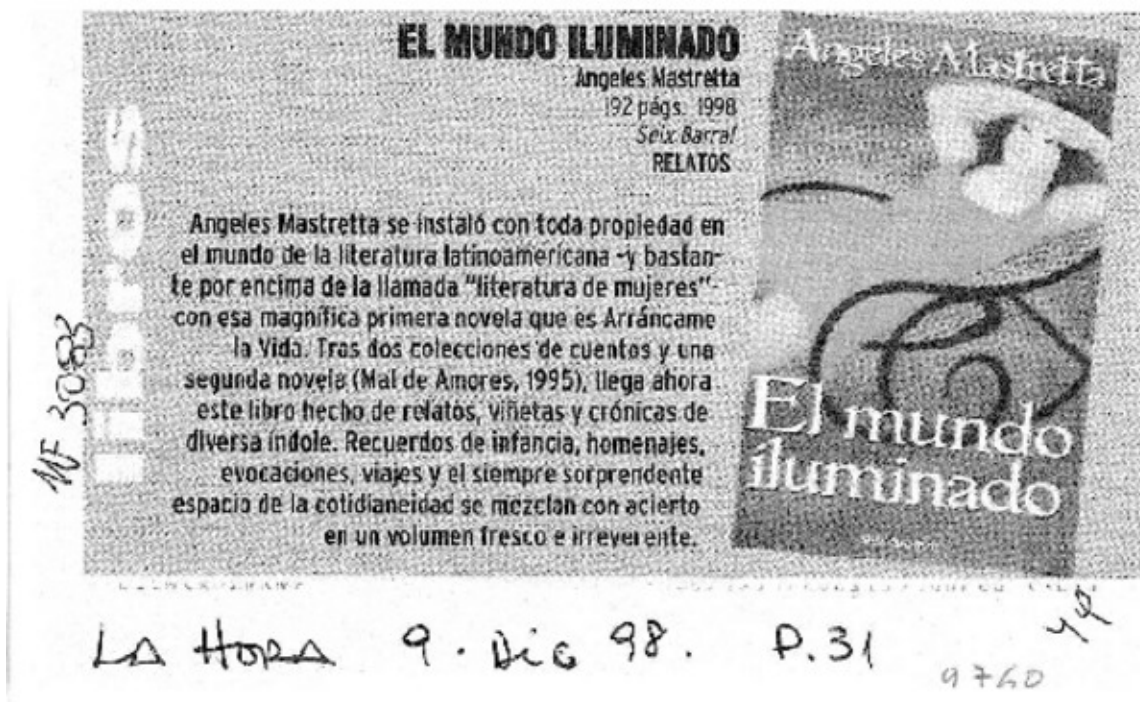 EL MUNDO ILUMINADO
Angeles Mastretta
192 págs. 1998
Seix Barral
RELATOS
Angeles Mastretta se instaló con toda propiedad en
el mundo de la literatura latinoamericana -y bastan-
te por encima de la llamada "literatura de mujeres"-
con esa magnífica primera novela que es Arráncame
la Vida. Tras dos colecciones de cuentos y una
segunda novela (Mal de Amores, 1995), llega ahora
este libro hecho de relatos, viñetas y crónicas de
diversa índole. Recuerdos de infancia, homenajes,
evocaciones, viajes y el siempre sorprendente
espacio de la cotidianeidad se mezclan con acierto
en un volumen fresco e irreverente.
libros
Angeles Mastretta
El mundo
iluminado
LA HORA 9. Dic 98. P.31
9760